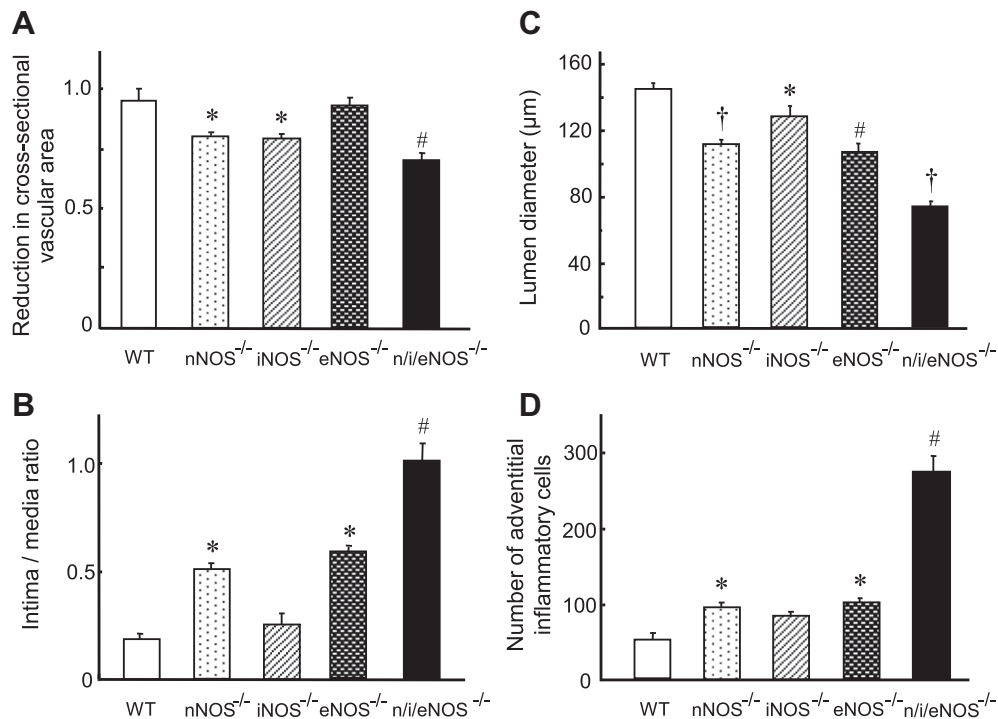 A
Reduction in cross-sectional
vascular area
1.0
0.5
0
*
*
#
WT
nNOS-/-
iNOS-/-
eNOS-/-
n/i/eNOS-/-
B
Intima / media ratio
1.0
0.5
0
*
*
#
WT
nNOS-/-
iNOS-/-
eNOS-/-
n/i/eNOS-/-
C
Lumen diameter (µm)
160
120
80
40
0
†
*
#
†
WT
nNOS-/-
iNOS-/-
eNOS-/-
n/i/eNOS-/-
D
Number of adventitial
inflammatory cells
300
200
100
0
*
*
#
WT
nNOS-/-
iNOS-/-
eNOS-/-
n/i/eNOS-/-